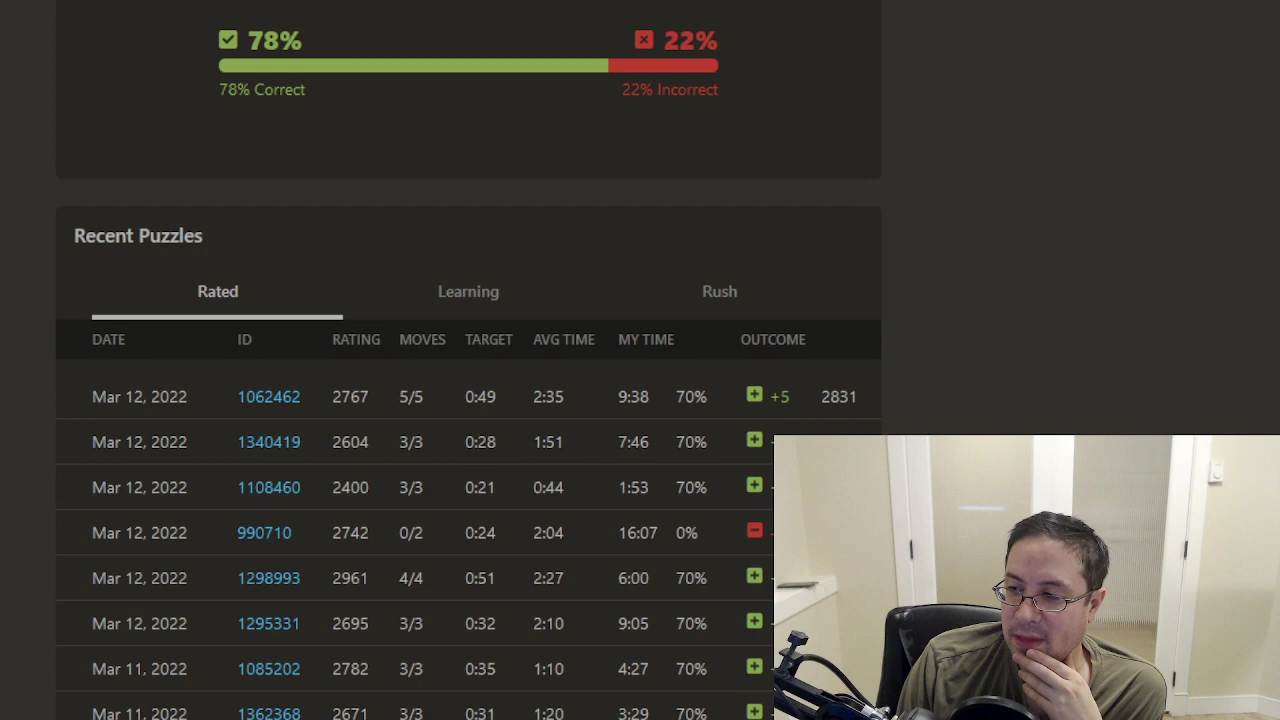 78% 22%
78% Correct 22% Incorrect
Recent Puzzles
Rated Learning Rush
DATE ID RATING MOVES TARGET AVG TIME MY TIME OUTCOME
Mar 12, 2022 1062462 2767 5/5 0:49 2:35 9:38 70% +5 2831
Mar 12, 2022 1340419 2604 3/3 0:28 1:51 7:46 70%
Mar 12, 2022 1108460 2400 3/3 0:21 0:44 1:53 70%
Mar 12, 2022 990710 2742 0/2 0:24 2:04 16:07 0%
Mar 12, 2022 1298993 2961 4/4 0:51 2:27 6:00 70%
Mar 12, 2022 1295331 2695 3/3 0:32 2:10 9:05 70%
Mar 11, 2022 1085202 2782 3/3 0:35 1:10 4:27 70%
Mar 11, 2022 1362368 2671 3/3 0:31 1:20 3:29 70%